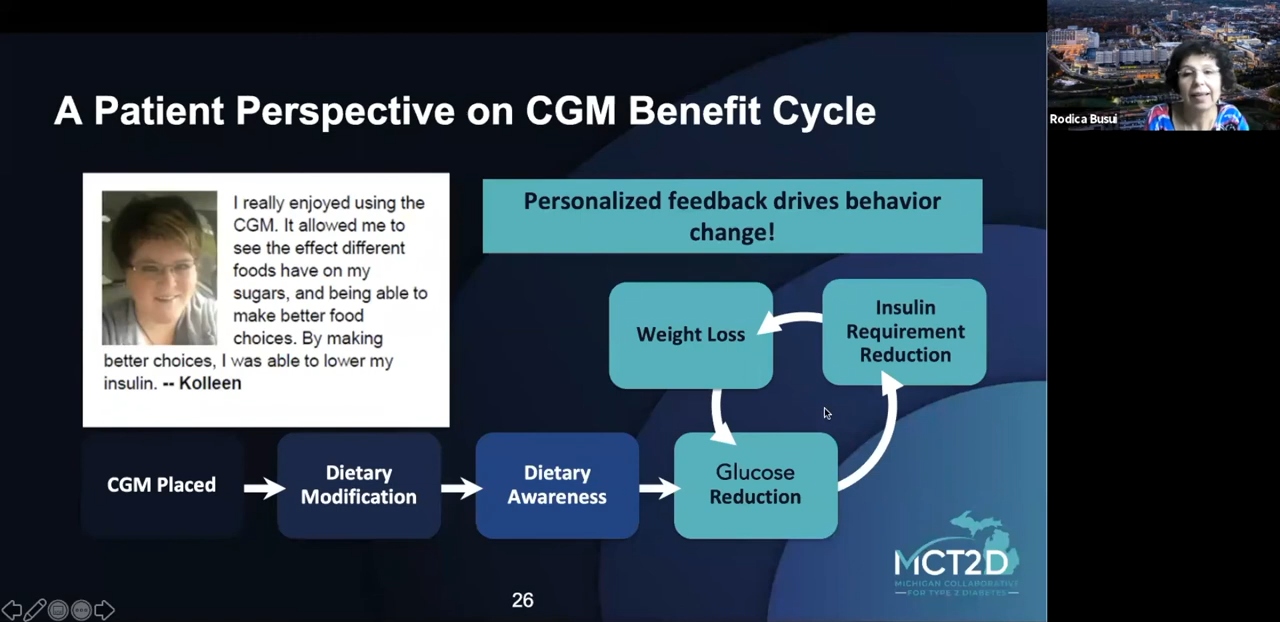 A Patient Perspective on CGM Benefit Cycle
Rodica Busui
I really enjoyed using the
CGM. It allowed me to
see the effect different
foods have on my
sugars, and being able to
make better food
choices. By making
better choices, I was able to lower my
insulin. -- Kolleen
Personalized feedback drives behavior
change!
Weight Loss
Insulin
Requirement
Reduction
CGM Placed
Dietary
Modification
Dietary
Awareness
Glucose
Reduction
MCT2D
MICHIGAN COLLABORATIVE
FOR TYPE 2 DIABETES
26